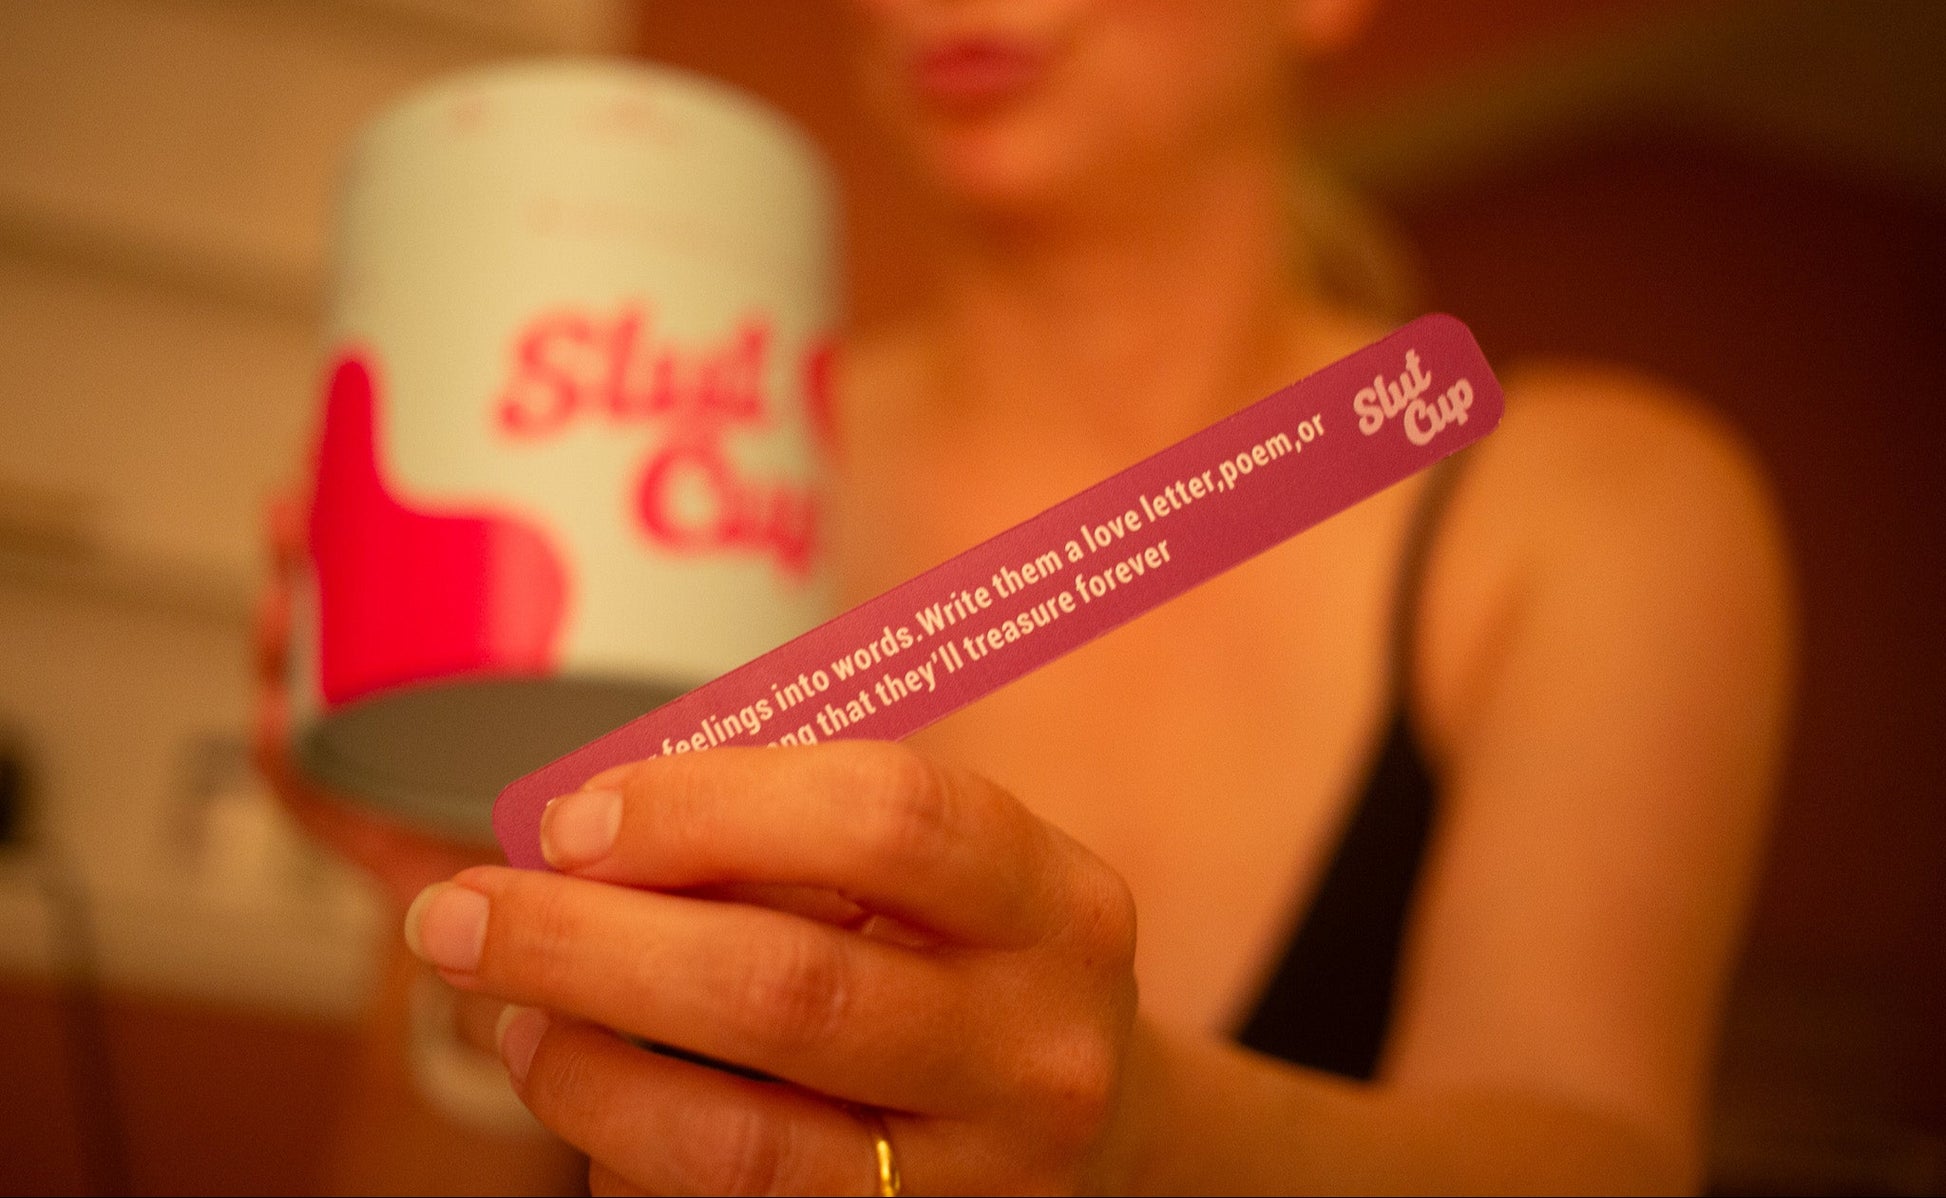 Slut
Cup
feelings into words.Write them a love letter,poem,or
that they'll treasure forever
Slut
Cup